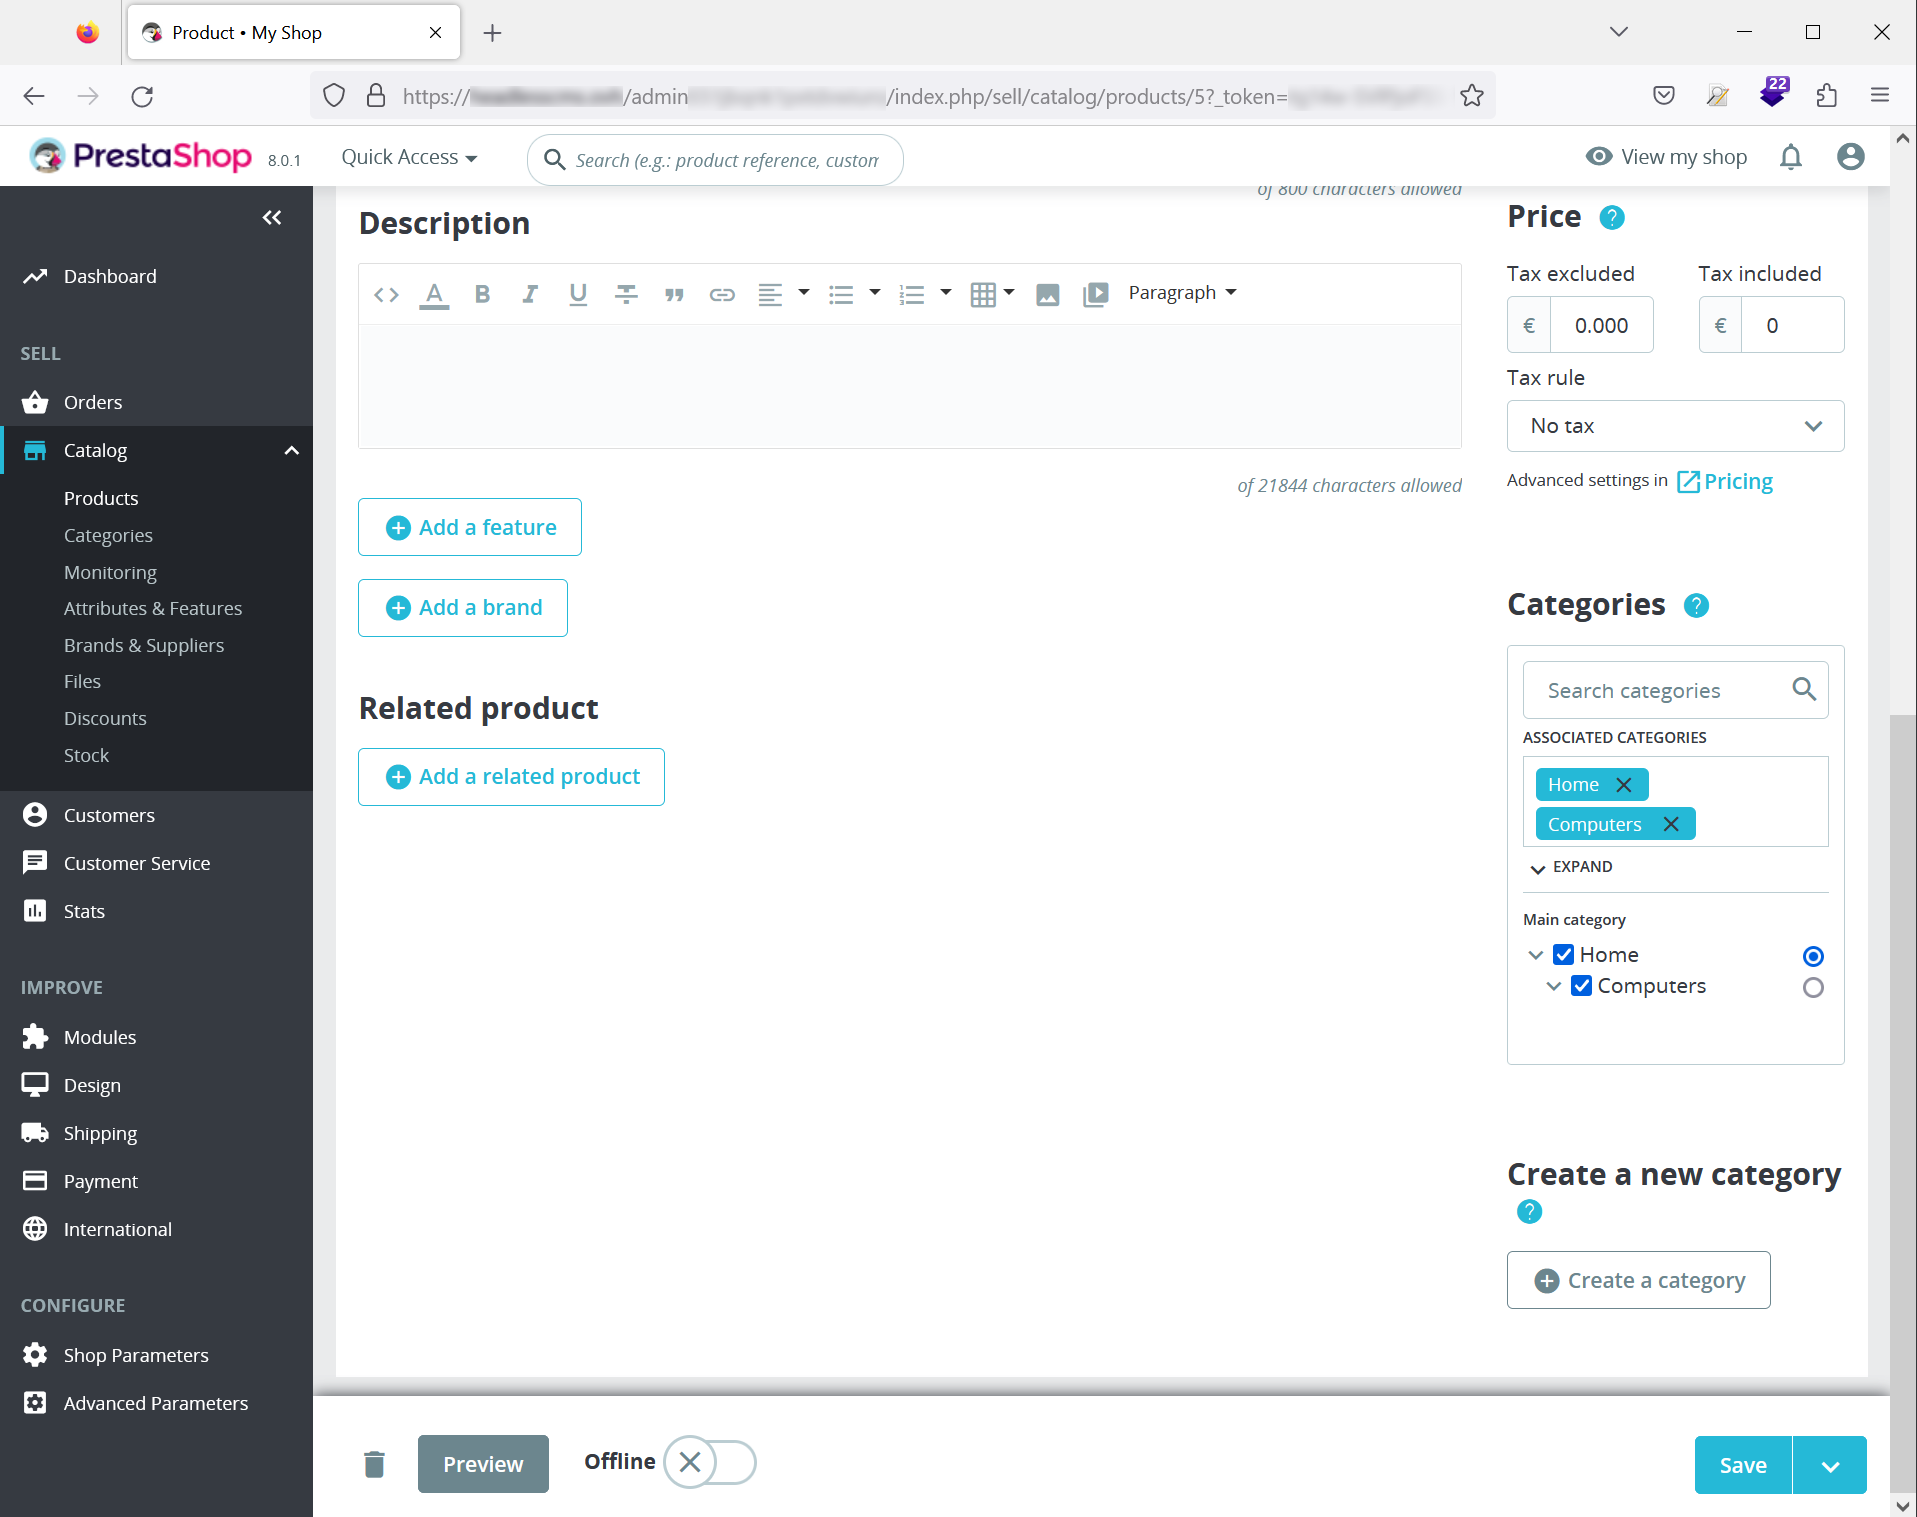 Product • My Shop
https://
/admin
/index.php/sell/catalog/products/5?_token=
22
PrestaShop 8.0.1
Quick Access
Search (e.g.: product reference, custom
View my shop
Dashboard
SELL
Orders
Catalog
Products
Categories
Monitoring
Attributes & Features
Brands & Suppliers
Files
Discounts
Stock
Customers
Customer Service
Stats
IMPROVE
Modules
Design
Shipping
Payment
International
CONFIGURE
Shop Parameters
Advanced Parameters
of 800 characters allowed
Description
Paragraph
of 21844 characters allowed
Add a feature
Add a brand
Related product
Add a related product
Price
Tax excluded
Tax included
€ 0.000
€ 0
Tax rule
No tax
Advanced settings in Pricing
Categories
Search categories
ASSOCIATED CATEGORIES
Home
Computers
EXPAND
Main category
Home
Computers
Create a new category
Create a category
Preview
Offline
Save